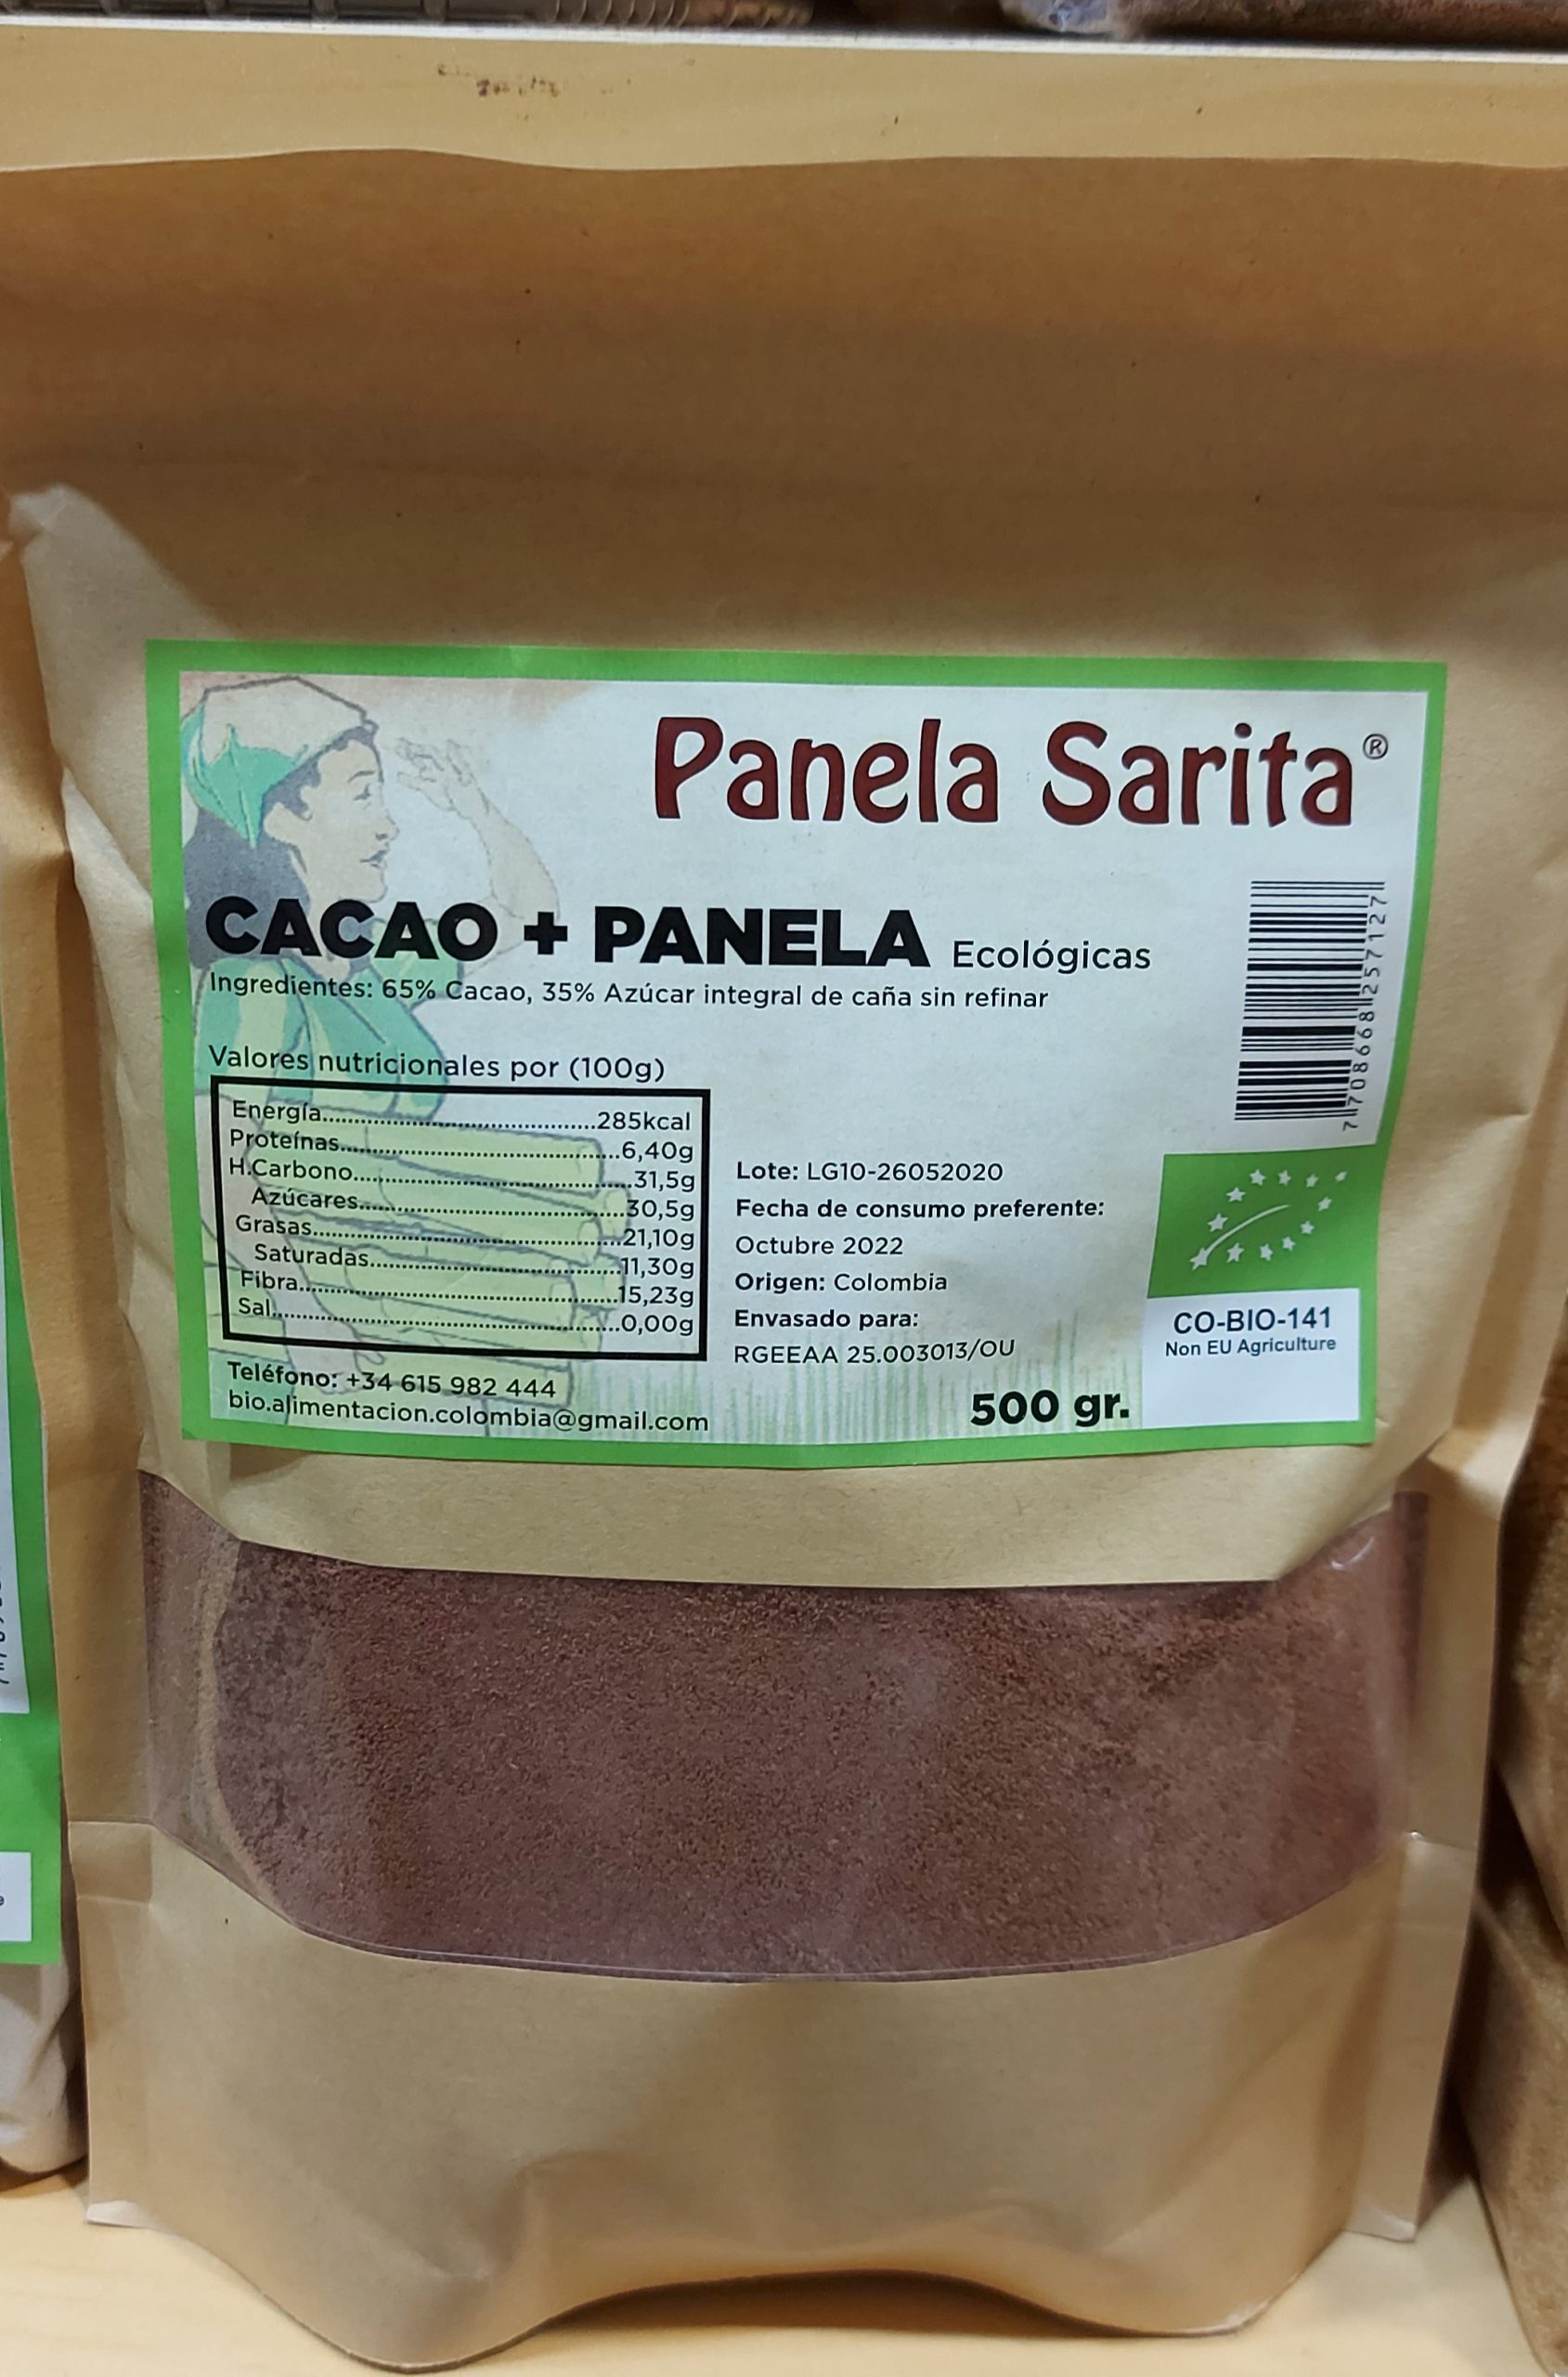 Panela Sarita®
CACAO + PANELA Ecológicas
Ingredientes: 65% Cacao, 35% Azúcar integral de caña sin refinar
Valores nutricionales por (100g)
Energía..............285kcal
Proteínas..............6,40g
H.Carbono..............31,5g
Azúcares..............30,5g
Grasas..............21,10g
Saturadas..............11,30g
Fibra..............15,23g
Sal..............0,00g
Teléfono: +34 615 982 444
bio.alimentacion.colombia@gmail.com
Lote: LG10-26052020
Fecha de consumo preferente:
Octubre 2022
Origen: Colombia
Envasado para:
RGEEAA 25.003013/OU
500 gr.
7 708668 257127
CO-BIO-141
Non EU Agriculture